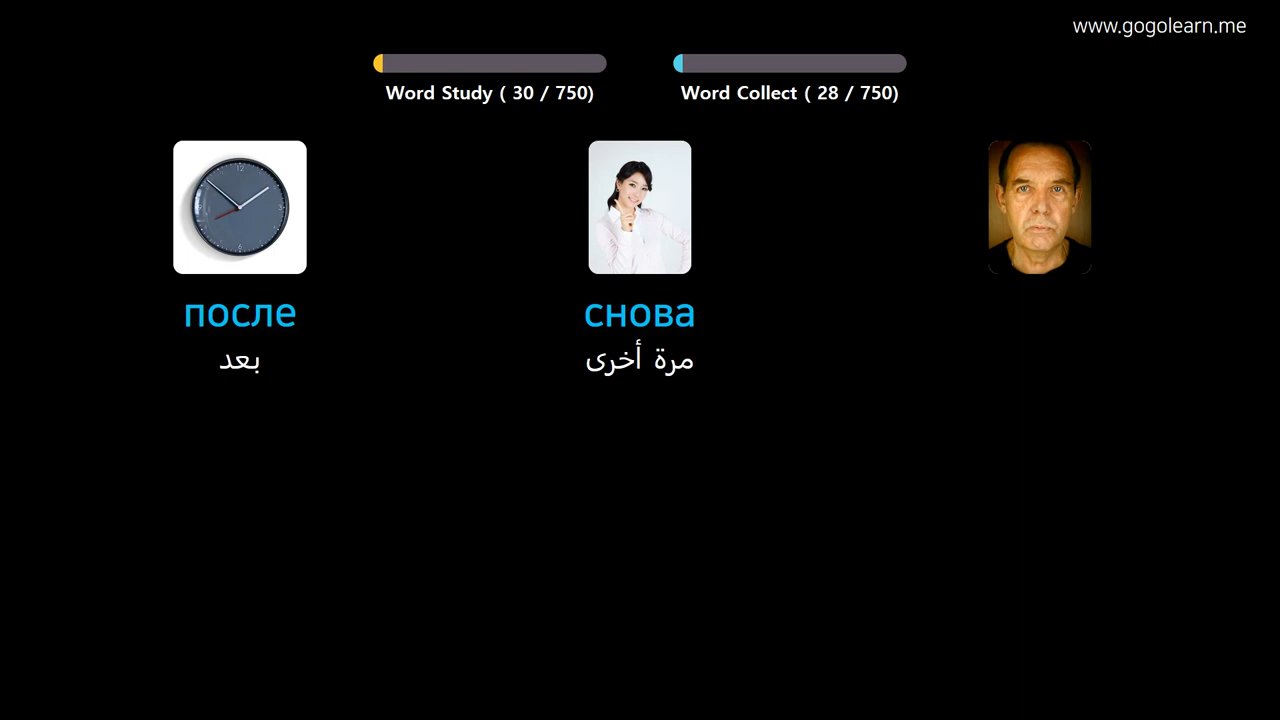 www.gogolearn.me
Word Study ( 30 / 750)
Word Collect ( 28 / 750)
после
بعد
снова
مرة أخرى